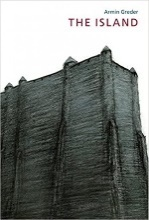 Armin Greder
THE ISLAND